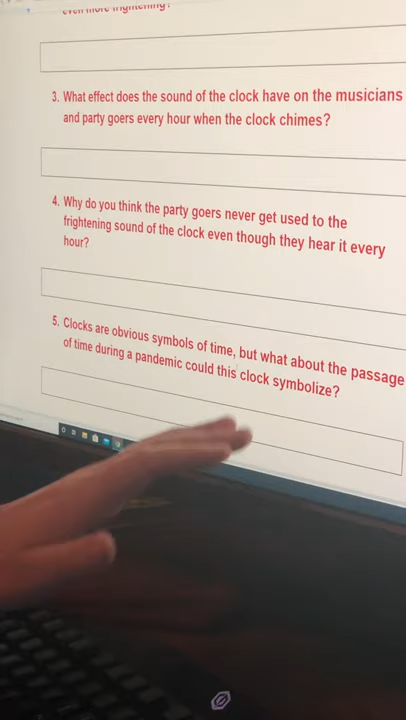 even more frightening?
3. What effect does the sound of the clock have on the musicians
and party goers every hour when the clock chimes?
4. Why do you think the party goers never get used to the
frightening sound of the clock even though they hear it every
hour?
5. Clocks are obvious symbols of time, but what about the passage
of time during a pandemic could this clock symbolize?